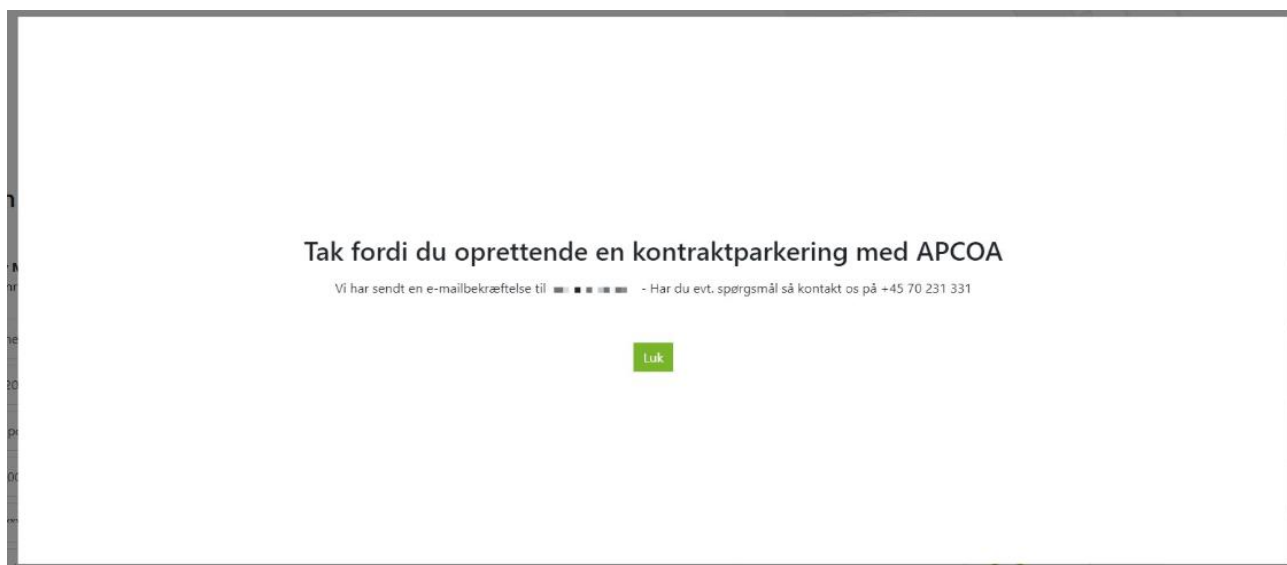 Tak fordi du oprettende en kontraktparkering med APCOA
Vi har sendt en e-mailbekræftelse til - Har du evt. spørgsmål så kontakt os på +45 70 231 331
Luk